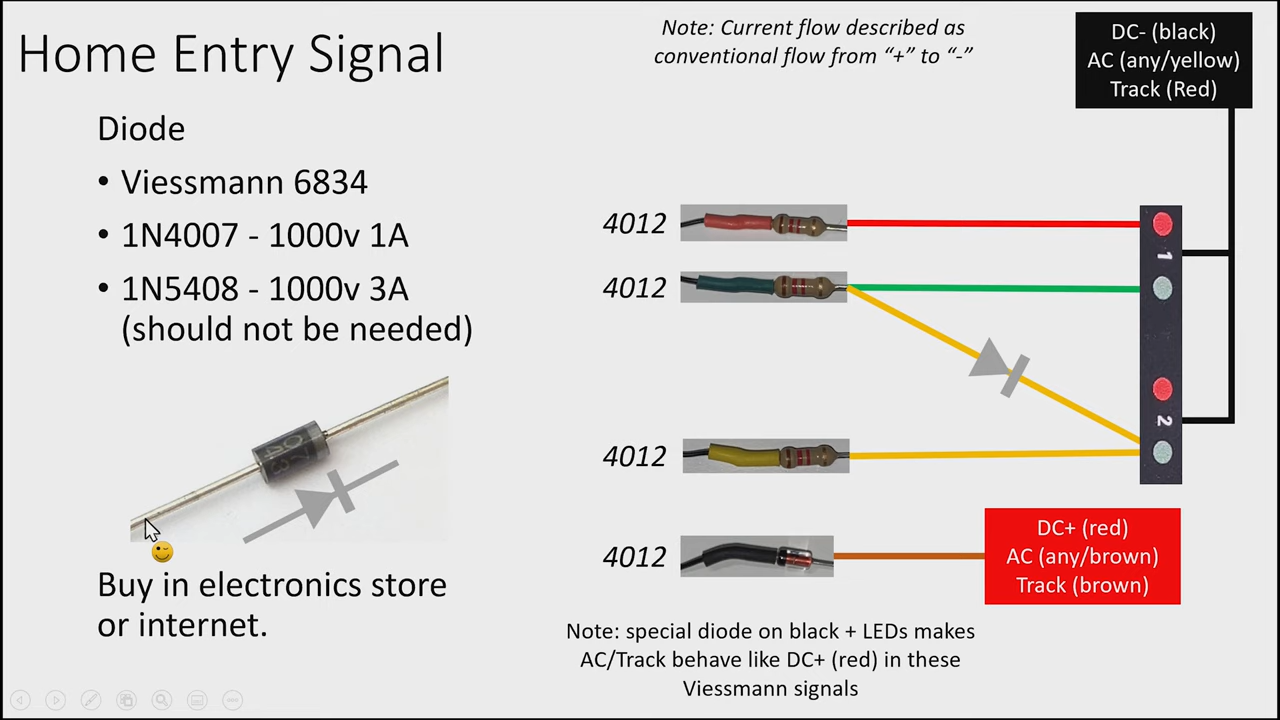 Home Entry Signal
Diode
• Viessmann 6834
• 1N4007 - 1000v 1A
• 1N5408 - 1000v 3A
(should not be needed)
Buy in electronics store
or internet.
Note: Current flow described as
conventional flow from “+” to “-”
DC- (black)
AC (any/yellow)
Track (Red)
4012
4012
4012
4012
1
2
DC+ (red)
AC (any/brown)
Track (brown)
Note: special diode on black + LEDs makes
AC/Track behave like DC+ (red) in these
Viessmann signals